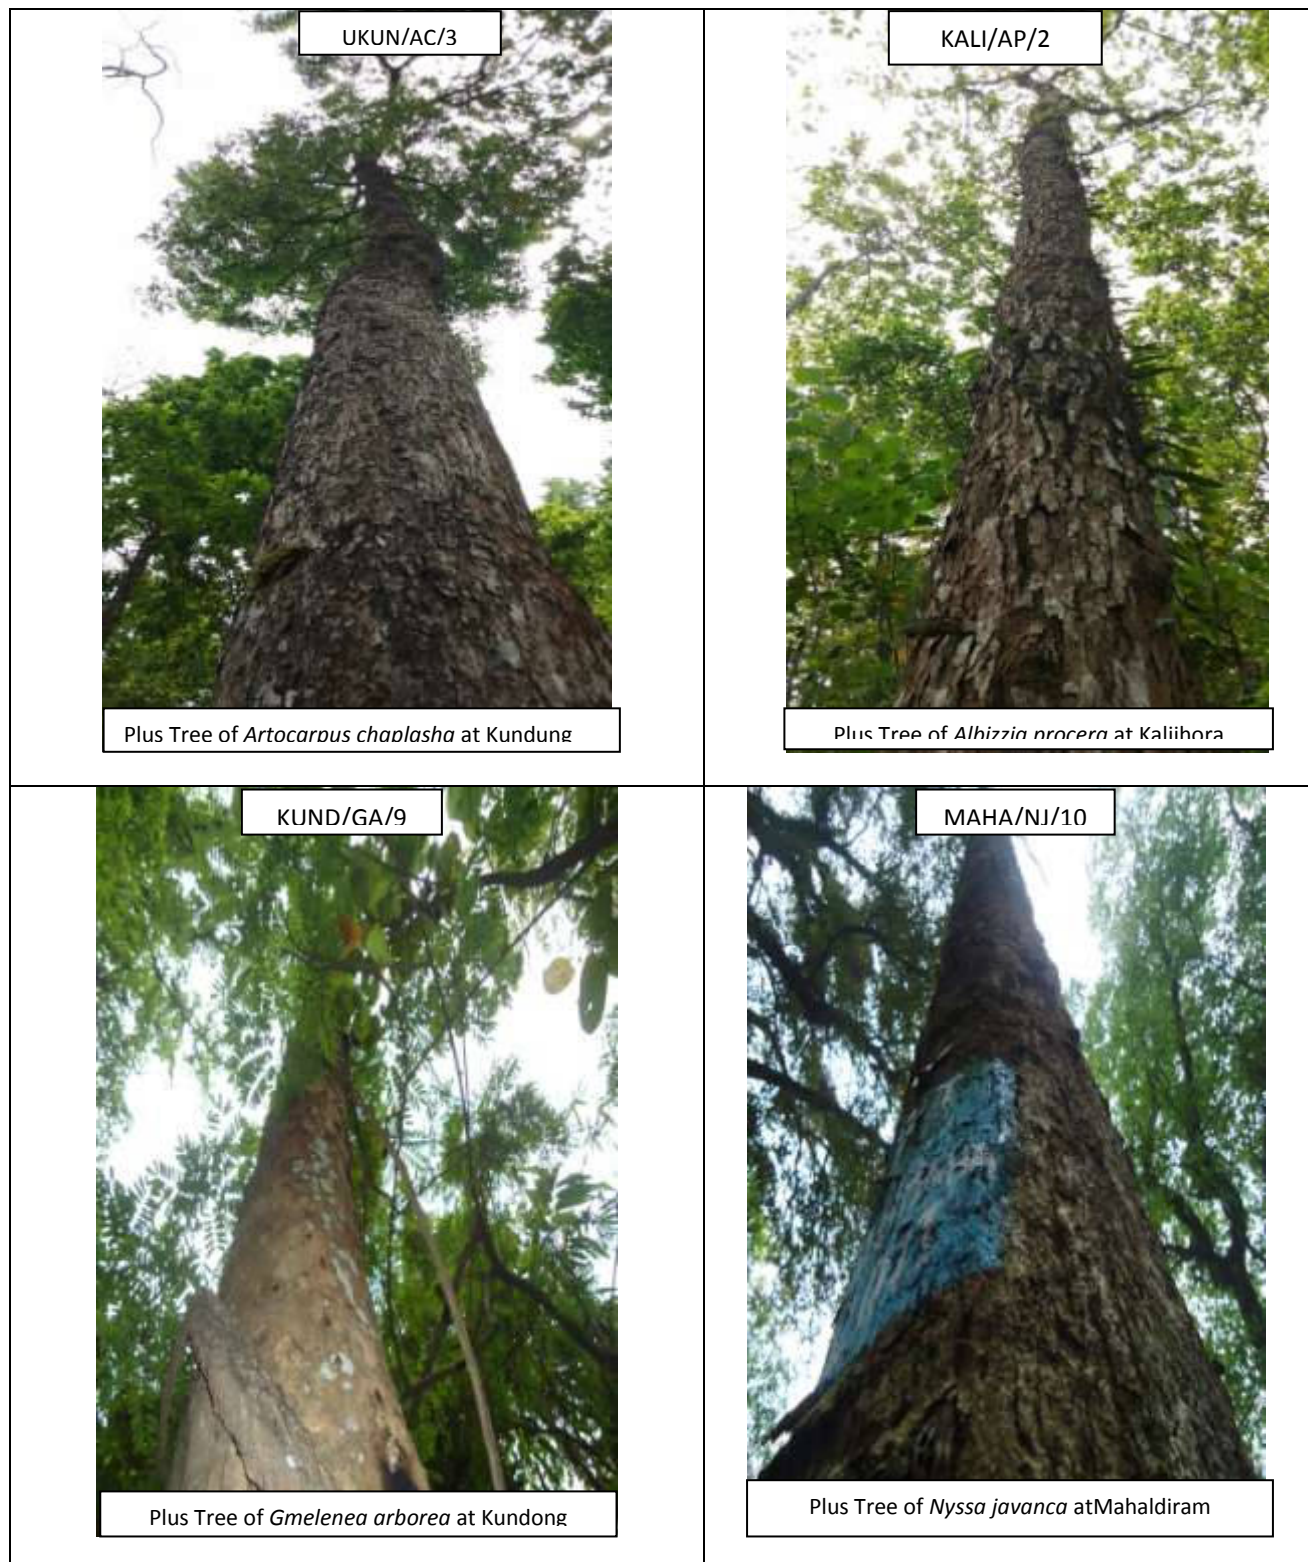 UKUN/AC/3
KALI/AP/2
Plus Tree of Artocarpus chaplasha at Kundung
Plus Tree of Albizzia procera at Kalijhora
KUND/GA/9
MAHA/NJ/10
Plus Tree of Gmelenea arborea at Kundong
Plus Tree of Nyssa javanca atMahaldiram